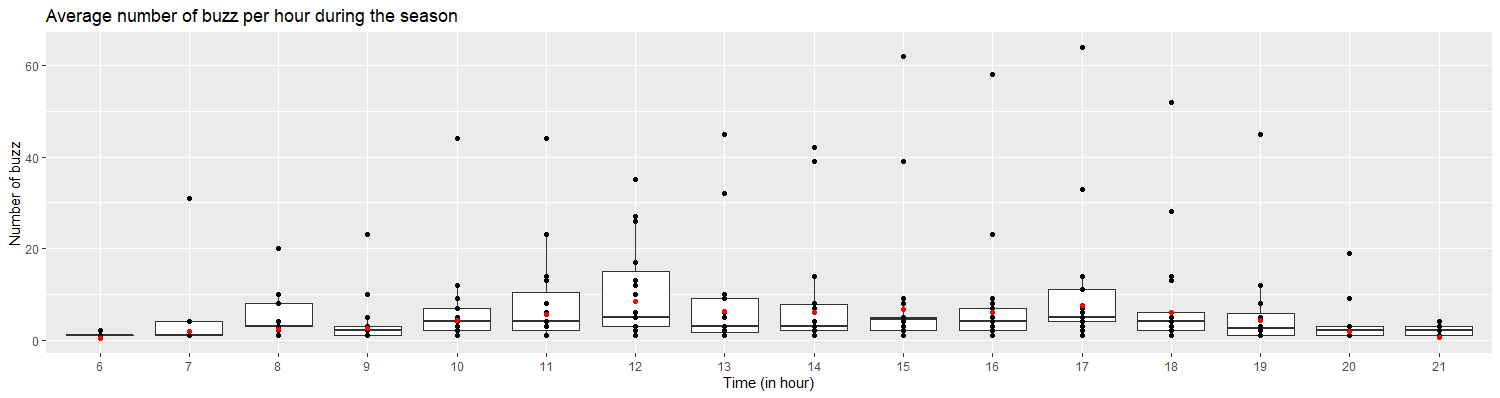 Average number of buzz per hour during the season
Number of buzz
60
40
20
0
6 7 8 9 10 11 12 13 14 15 16 17 18 19 20 21
Time (in hour)